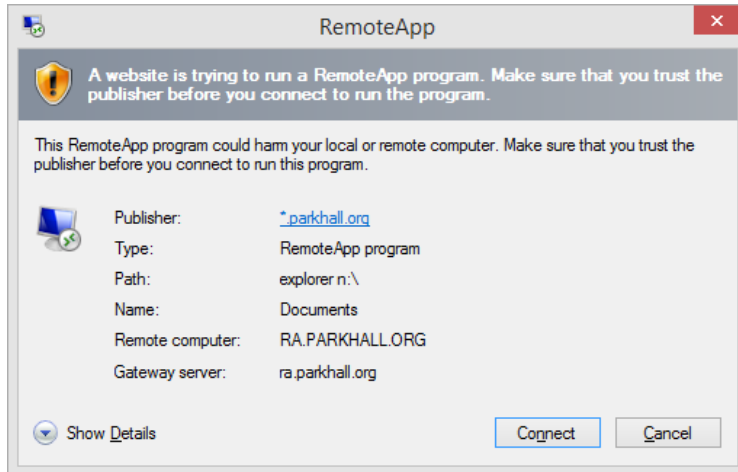 RemoteApp
A website is trying to run a RemoteApp program. Make sure that you trust the
publisher before you connect to run the program.
This RemoteApp program could harm your local or remote computer. Make sure that you trust the
publisher before you connect to run this program.
Publisher: *.parkhall.org
Type: RemoteApp program
Path: explorer n:\
Name: Documents
Remote computer: RA.PARKHALL.ORG
Gateway server: ra.parkhall.org
Show Details Connect Cancel